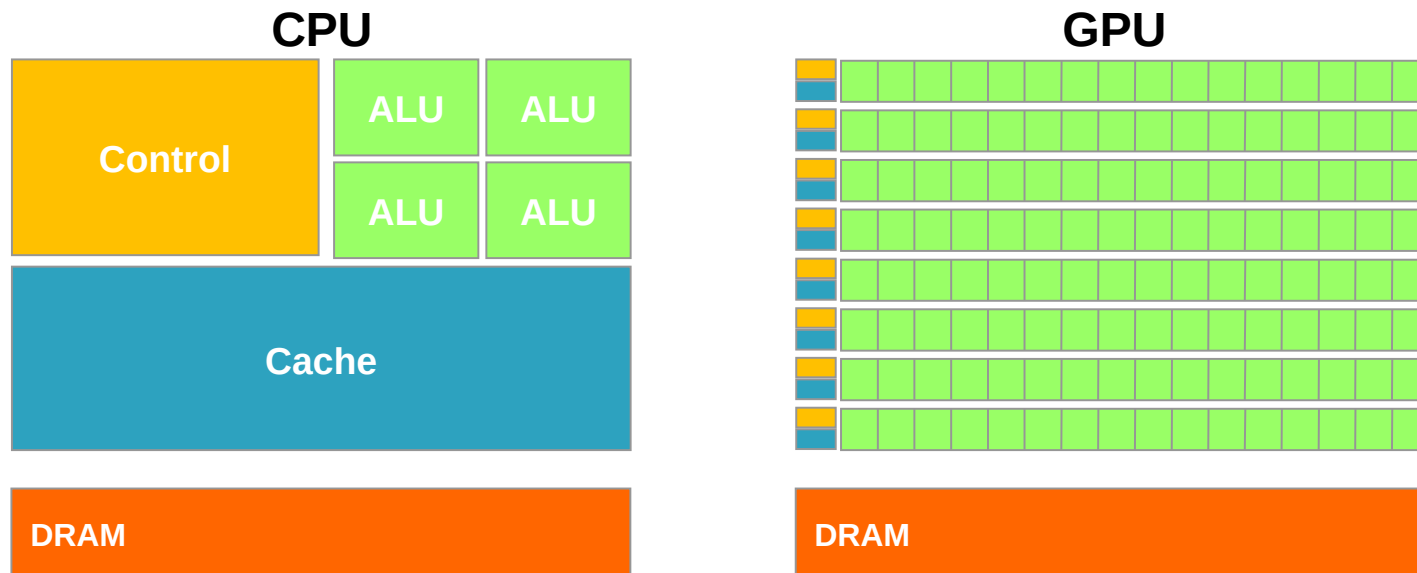 CPU
GPU
Control
ALU
ALU
ALU
ALU
Cache
DRAM
DRAM